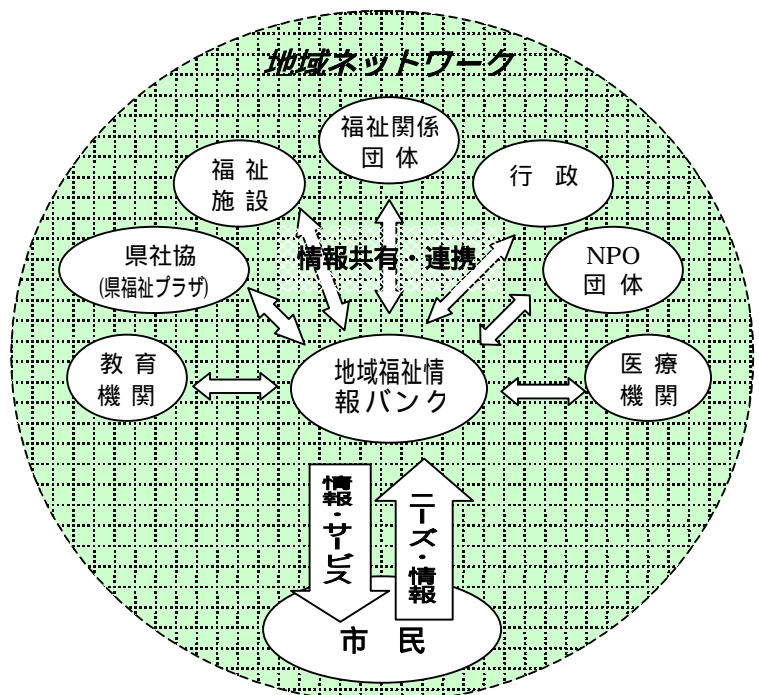 地域ネットワーク
福祉関係
団体
福祉
施設
行政
県社協
(県福祉プラザ)
情報共有・連携
NPO
団体
教育
機関
地域福祉情
報バンク
医療
機関
情報・サービス
ニーズ・情報
市民